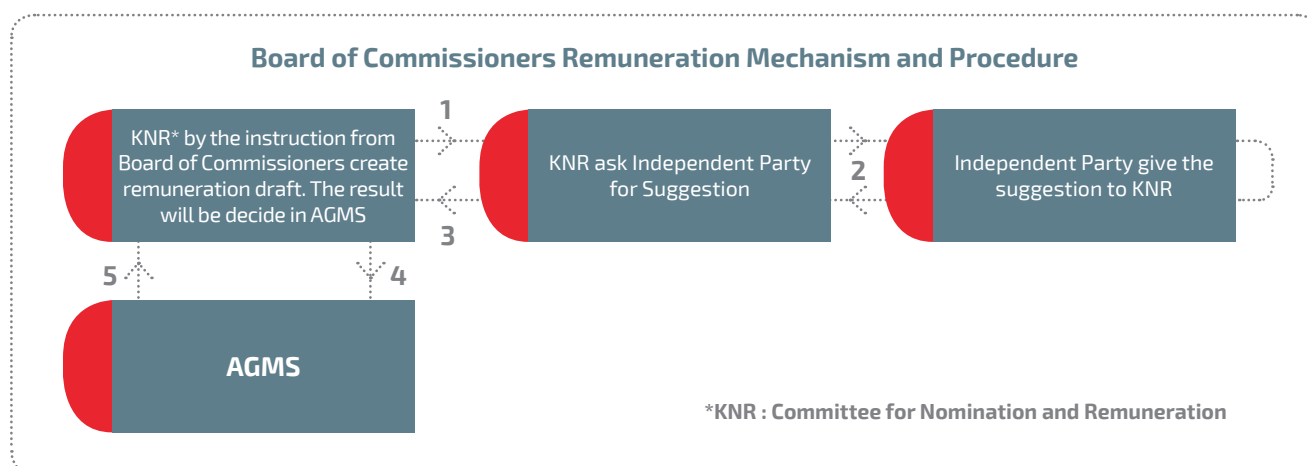 Board of Commissioners Remuneration Mechanism and Procedure
KNR* by the instruction from
Board of Commissioners create
remuneration draft. The result
will be decide in AGMS
1
3
KNR ask Independent Party
for Suggestion
2
Independent Party give the
suggestion to KNR
5
4
AGMS
*KNR : Committee for Nomination and Remuneration